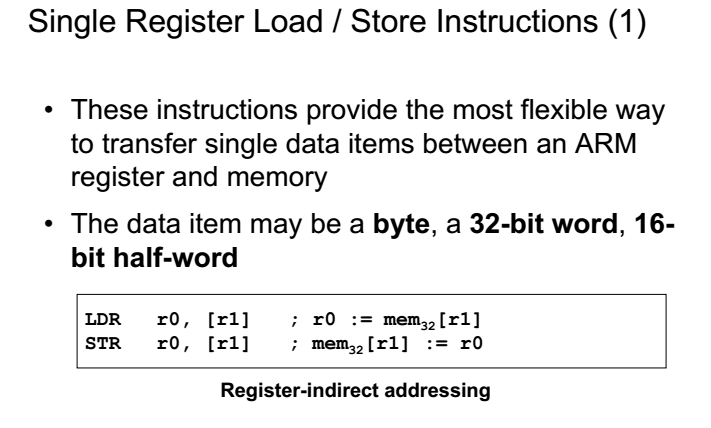 Single Register Load / Store Instructions (1)
• These instructions provide the most flexible way
to transfer single data items between an ARM
register and memory
• The data item may be a byte, a 32-bit word, 16-
bit half-word
LDR r0, [r1] ; r0 := mem₃₂[r1]
STR r0, [r1] ; mem₃₂[r1] := r0
Register-indirect addressing